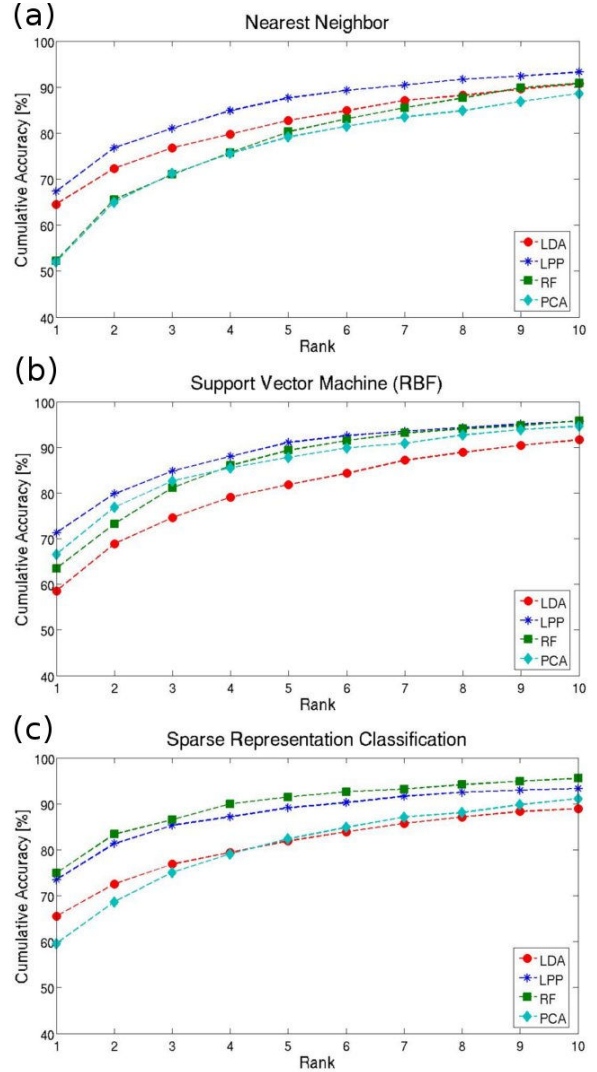 (a)
Nearest Neighbor
Cumulative Accuracy [%]
100
90
80
70
60
50
40
LDA
LPP
RF
PCA
1 2 3 4 5 6 7 8 9 10
Rank
(b)
Support Vector Machine (RBF)
Cumulative Accuracy [%]
100
90
80
70
60
50
40
LDA
LPP
RF
PCA
1 2 3 4 5 6 7 8 9 10
Rank
(c)
Sparse Representation Classification
Cumulative Accuracy [%]
100
90
80
70
60
50
40
LDA
LPP
RF
PCA
1 2 3 4 5 6 7 8 9 10
Rank